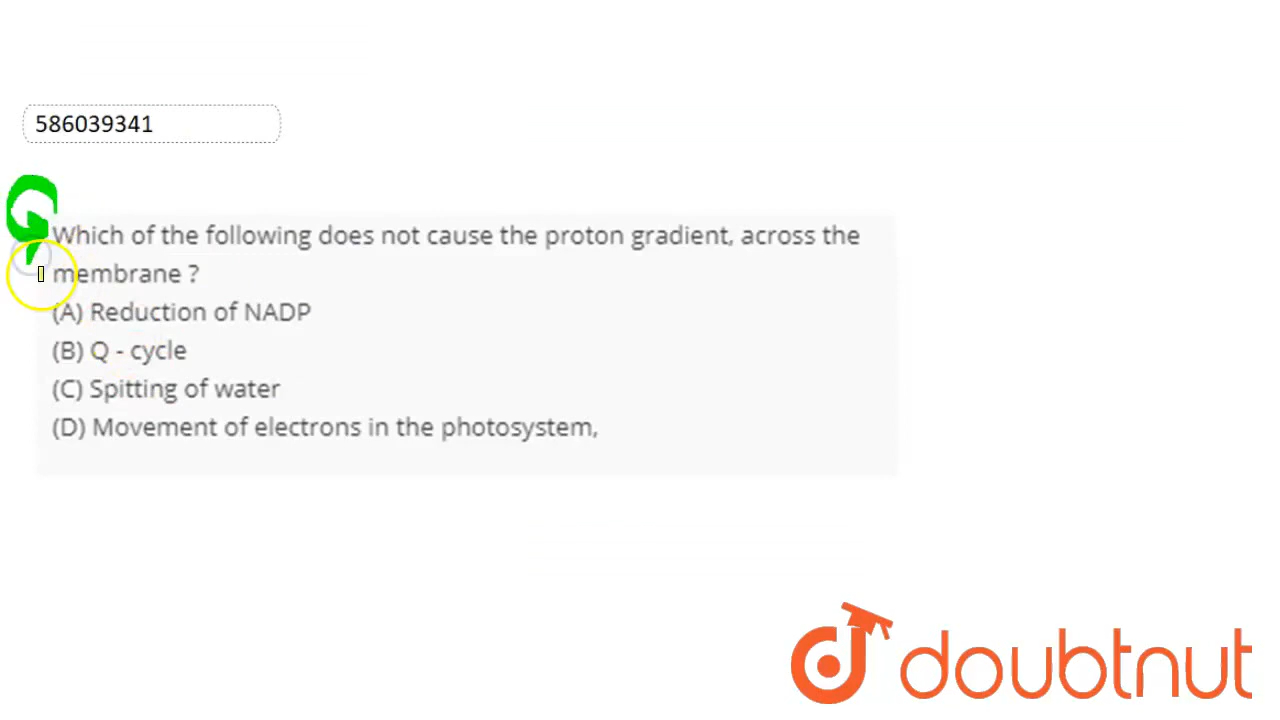 586039341
Which of the following does not cause the proton gradient, across the
membrane ?
(A) Reduction of NADP
(B) Q - cycle
(C) Spitting of water
(D) Movement of electrons in the photosystem,
doubtnut